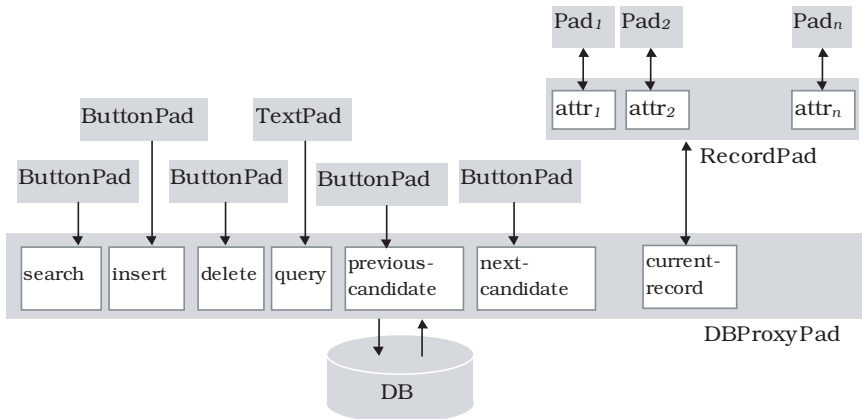 Pad1 Pad2 Padn
attr1 attr2 attrn
RecordPad
ButtonPad TextPad
ButtonPad ButtonPad ButtonPad ButtonPad
search insert delete query previous-candidate next-candidate current-record
DBProxyPad
DB